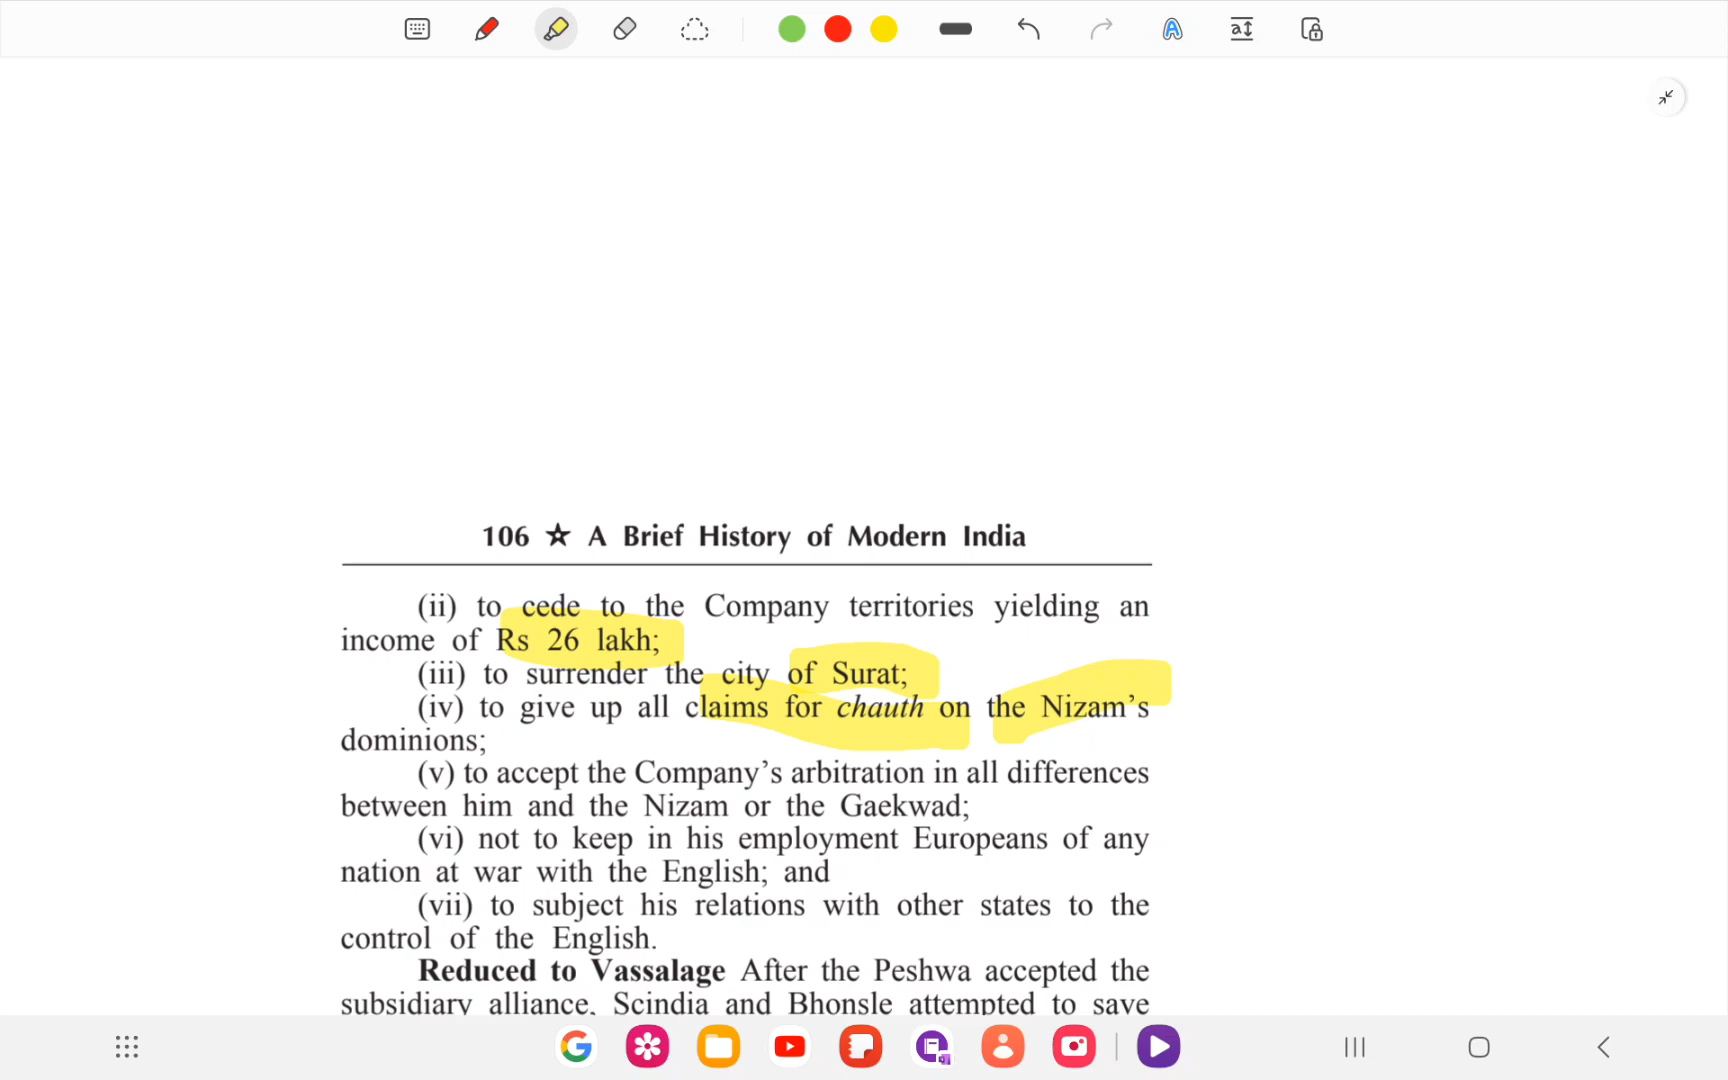 106 ☆ A Brief History of Modern India
(ii) to cede to the Company territories yielding an
income of Rs 26 lakh;
(iii) to surrender the city of Surat;
(iv) to give up all claims for chauth on the Nizam's
dominions;
(v) to accept the Company's arbitration in all differences
between him and the Nizam or the Gaekwad;
(vi) not to keep in his employment Europeans of any
nation at war with the English; and
(vii) to subject his relations with other states to the
control of the English.
Reduced to Vassalage After the Peshwa accepted the
subsidiary alliance, Scindia and Bhonsle attempted to save